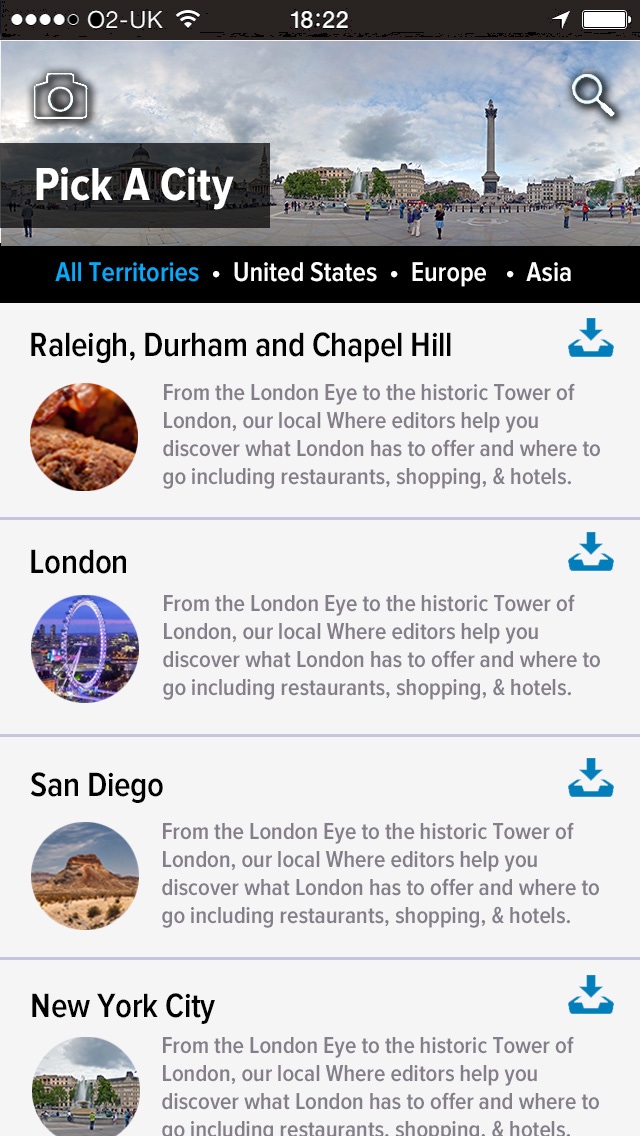 O2-UK 18:22
Pick A City
All Territories • United States • Europe • Asia
Raleigh, Durham and Chapel Hill
From the London Eye to the historic Tower of
London, our local Where editors help you
discover what London has to offer and where to
go including restaurants, shopping, & hotels.
London
From the London Eye to the historic Tower of
London, our local Where editors help you
discover what London has to offer and where to
go including restaurants, shopping, & hotels.
San Diego
From the London Eye to the historic Tower of
London, our local Where editors help you
discover what London has to offer and where to
go including restaurants, shopping, & hotels.
New York City
From the London Eye to the historic Tower of
London, our local Where editors help you
discover what London has to offer and where to
go including restaurants, shopping, & hotels.